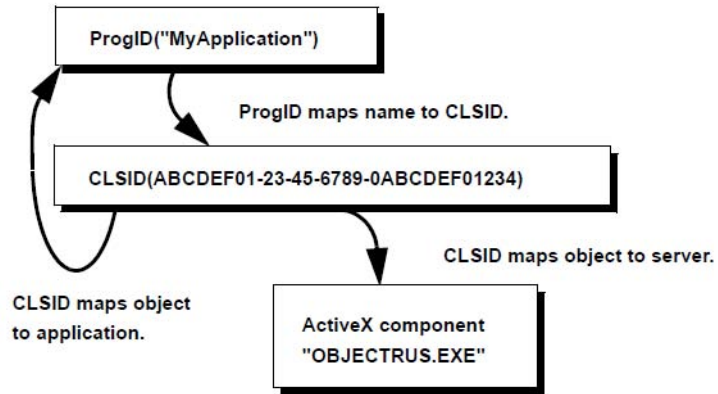 ProgID("MyApplication")
ProgID maps name to CLSID.
CLSID(ABCDEF01-23-45-6789-0ABCDEF01234)
CLSID maps object to server.
CLSID maps object
to application.
ActiveX component
"OBJECTRUS.EXE"